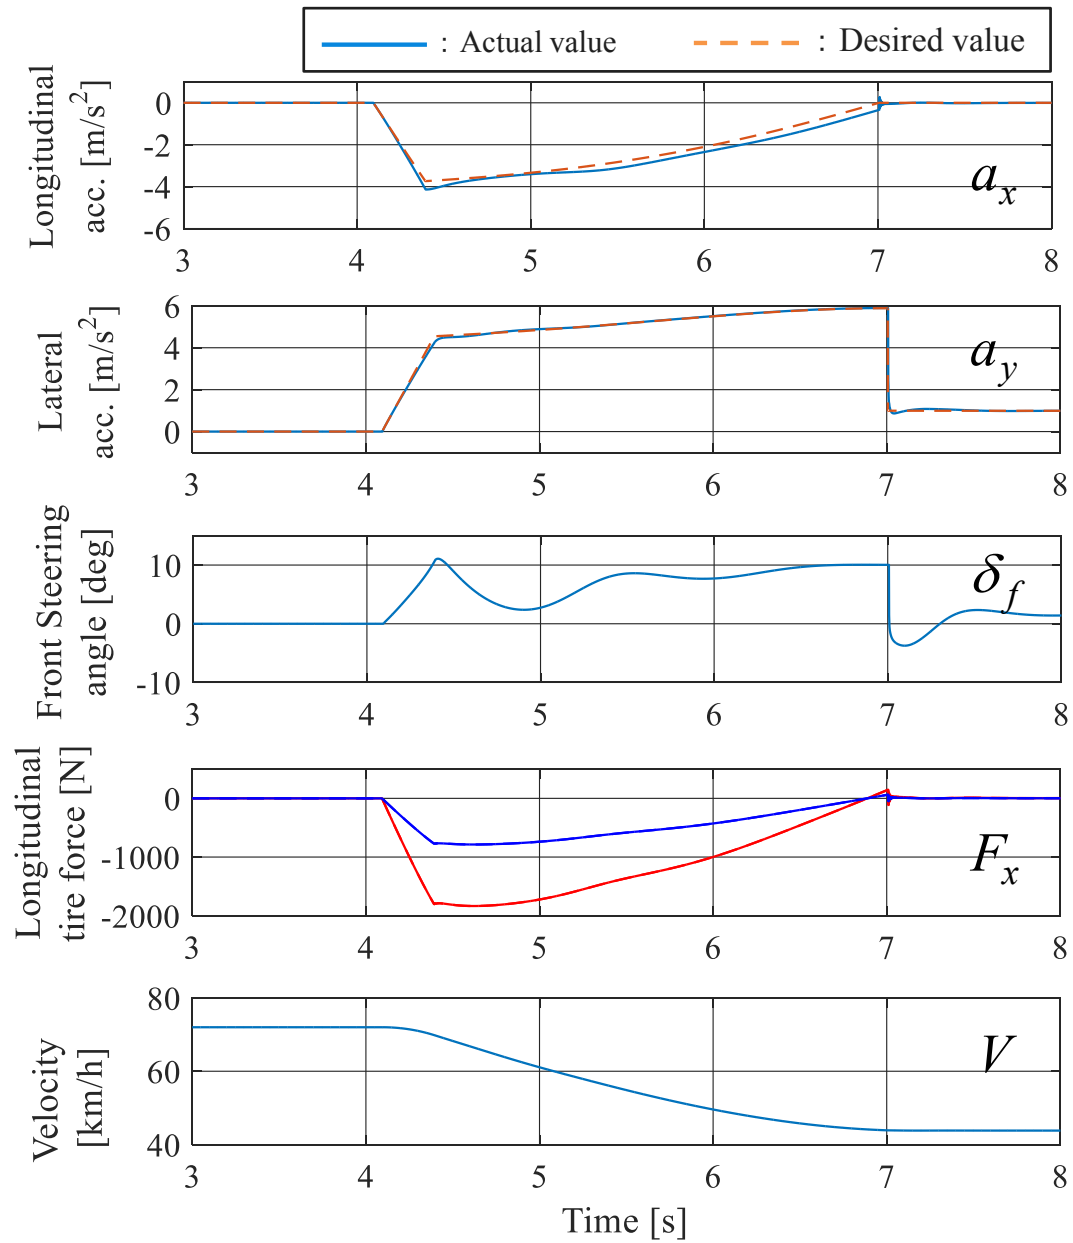 : Actual value : Desired value
Longitudinal
acc. [m/s²]
0
-2
-4
-6
a_x
3 4 5 6 7 8
Lateral
acc. [m/s²]
6
4
2
0
a_y
3 4 5 6 7 8
Front Steering
angle [deg]
10
0
-10
δ_f
3 4 5 6 7 8
Longitudinal
tire force [N]
0
-1000
-2000
F_x
3 4 5 6 7 8
Velocity
[km/h]
80
60
40
V
3 4 5 6 7 8
Time [s]